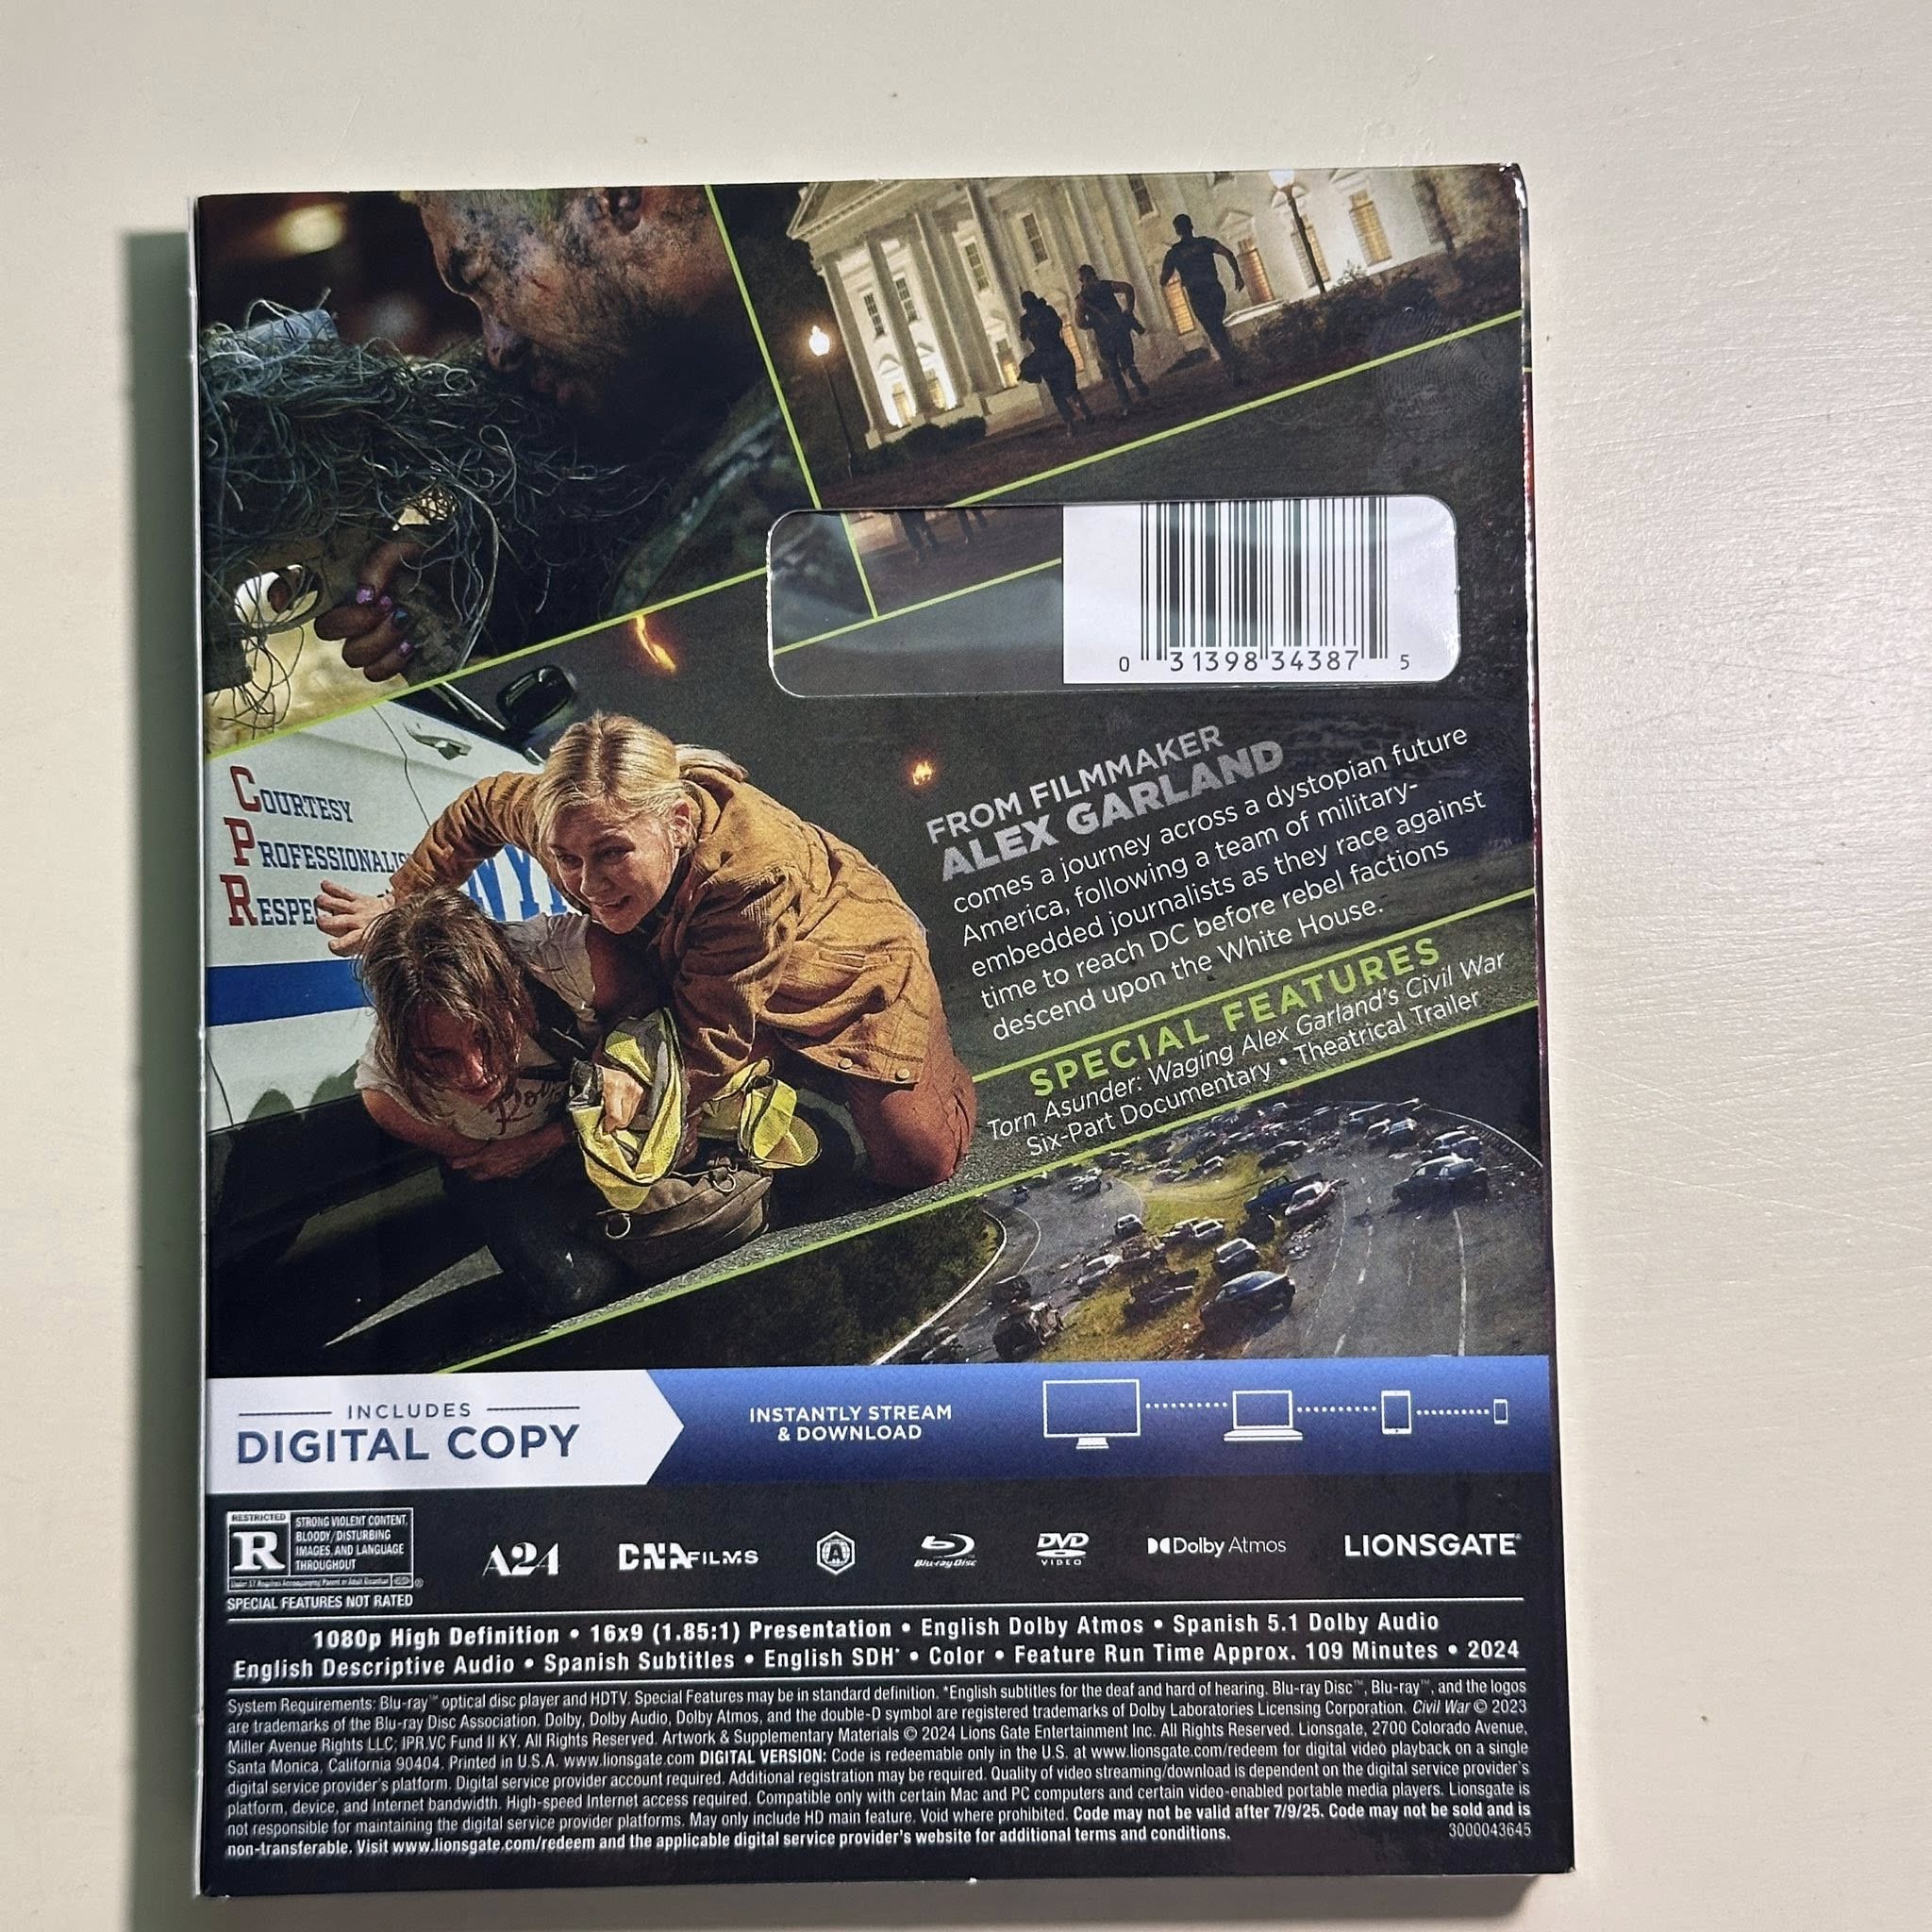 0 31398 34387 5
COURTESY
PROFESSIONALIS
RESPE
NY
FROM FILMMAKER
ALEX GARLAND
comes a journey across a dystopian future
America, following a team of military-
embedded journalists as they race against
time to reach DC before rebel factions
descend upon the White House.
SPECIAL FEATURES
Torn Asunder: Waging Alex Garland's Civil War
Six-Part Documentary • Theatrical Trailer
INCLUDES
DIGITAL COPY
INSTANTLY STREAM
& DOWNLOAD
RESTRICTED
R
STRONG VIOLENT CONTENT,
BLOODY/DISTURBING
IMAGES, AND LANGUAGE
THROUGHOUT
Under 17 Requires Accompanying Parent or Adult Guardian
SPECIAL FEATURES NOT RATED
A24
DNA FILMS
A
Blu-ray Disc
DVD
VIDEO
Dolby Atmos
LIONSGATE®
1080p High Definition • 16x9 (1.85:1) Presentation • English Dolby Atmos • Spanish 5.1 Dolby Audio
English Descriptive Audio • Spanish Subtitles • English SDH* • Color • Feature Run Time Approx. 109 Minutes • 2024
System Requirements: Blu-ray™ optical disc player and HDTV. Special Features may be in standard definition. *English subtitles for the deaf and hard of hearing. Blu-ray Disc™, Blu-ray™, and the logos
are trademarks of the Blu-ray Disc Association. Dolby, Dolby Audio, Dolby Atmos, and the double-D symbol are registered trademarks of Dolby Laboratories Licensing Corporation. Civil War © 2023
Miller Avenue Rights LLC; IPR.VC Fund II KY. All Rights Reserved. Artwork & Supplementary Materials © 2024 Lions Gate Entertainment Inc. All Rights Reserved. Lionsgate, 2700 Colorado Avenue,
Santa Monica, California 90404. Printed in U.S.A. www.lionsgate.com DIGITAL VERSION: Code is redeemable only in the U.S. at www.lionsgate.com/redeem for digital video playback on a single
digital service provider's platform. Digital service provider account required. Additional registration may be required. Quality of video streaming/download is dependent on the digital service provider's
platform, device, and Internet bandwidth. High-speed Internet access required. Compatible only with certain Mac and PC computers and certain video-enabled portable media players. Lionsgate is
not responsible for maintaining the digital service provider platforms. May only include HD main feature. Void where prohibited. Code may not be valid after 7/9/25. Code may not be sold and is
non-transferable. Visit www.lionsgate.com/redeem and the applicable digital service provider's website for additional terms and conditions.
3000043645